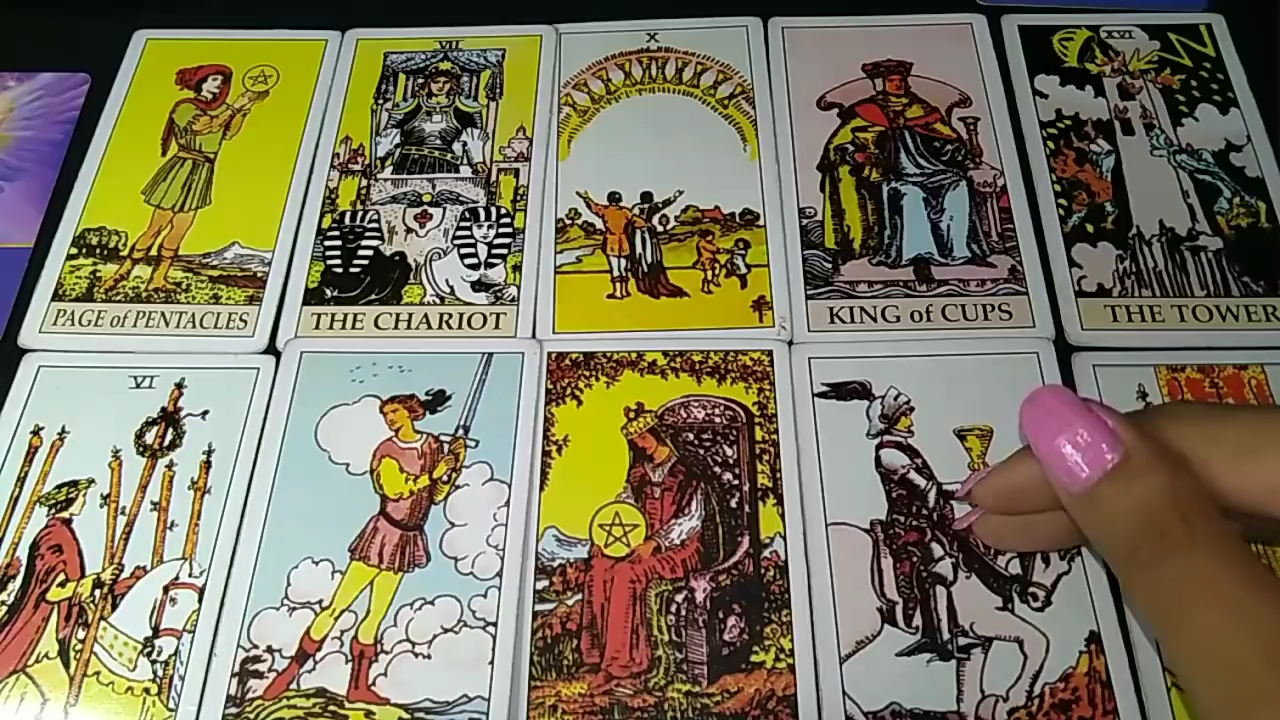 PAGE of PENTACLES
VII
THE CHARIOT
X
KING of CUPS
XVI
THE TOWER
VI